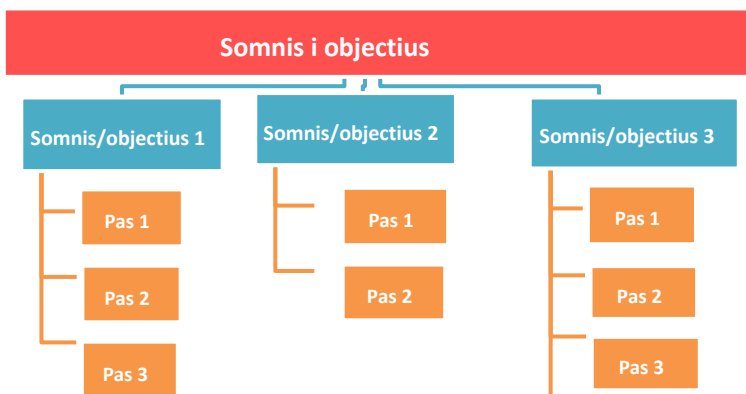 Somnis i objectius
Somnis/objectius 1
Pas 1
Pas 2
Pas 3
Somnis/objectius 2
Pas 1
Pas 2
Somnis/objectius 3
Pas 1
Pas 2
Pas 3